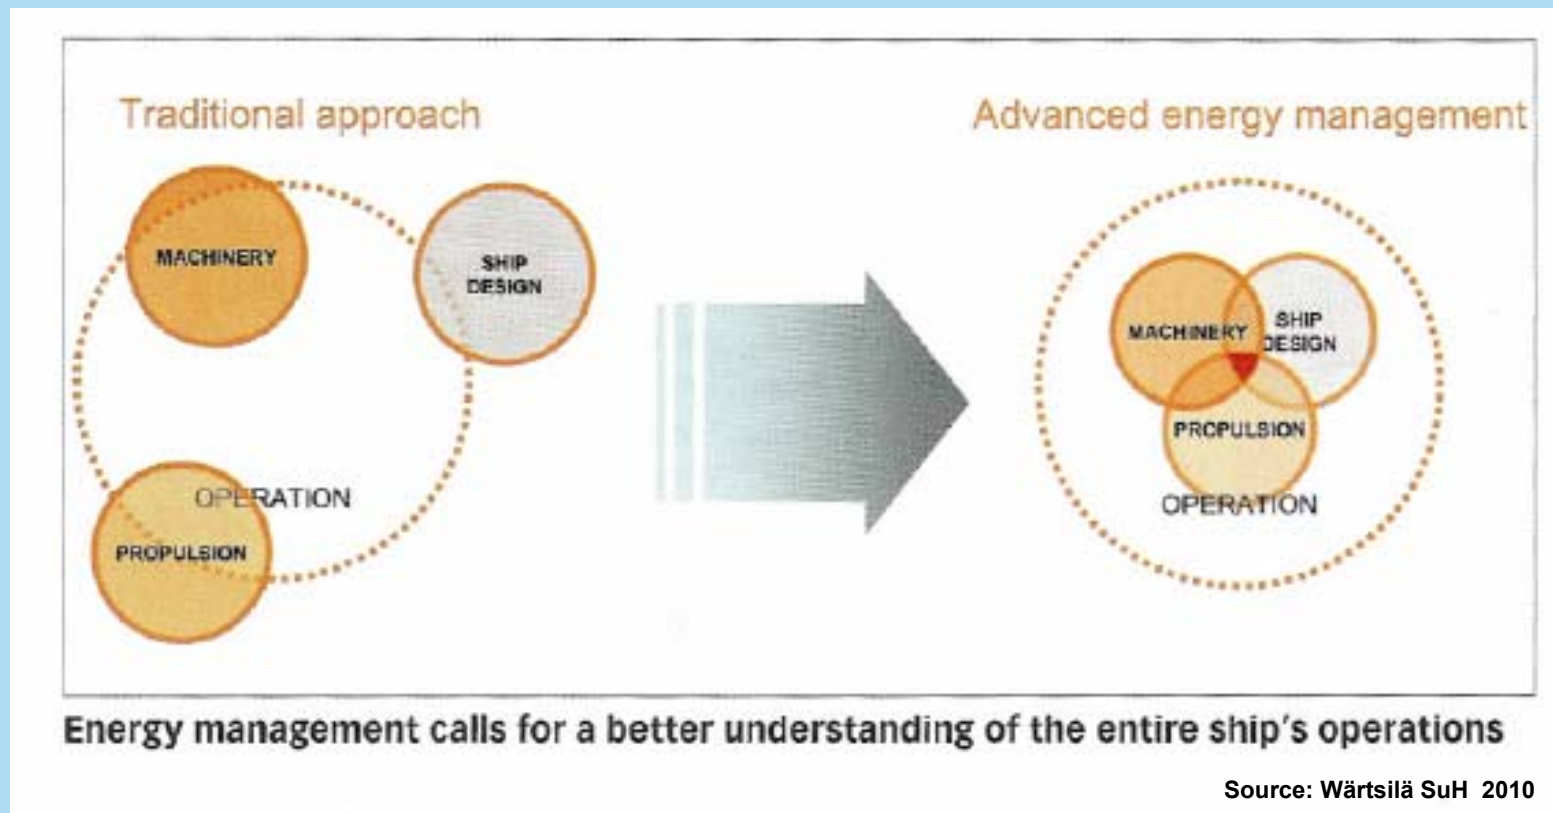 Traditional approach
Advanced energy management
MACHINERY
SHIP
DESIGN
OPERATION
PROPULSION
MACHINERY
SHIP
DESIGN
PROPULSION
OPERATION
Energy management calls for a better understanding of the entire ship's operations
Source: Wärtsilä SuH 2010